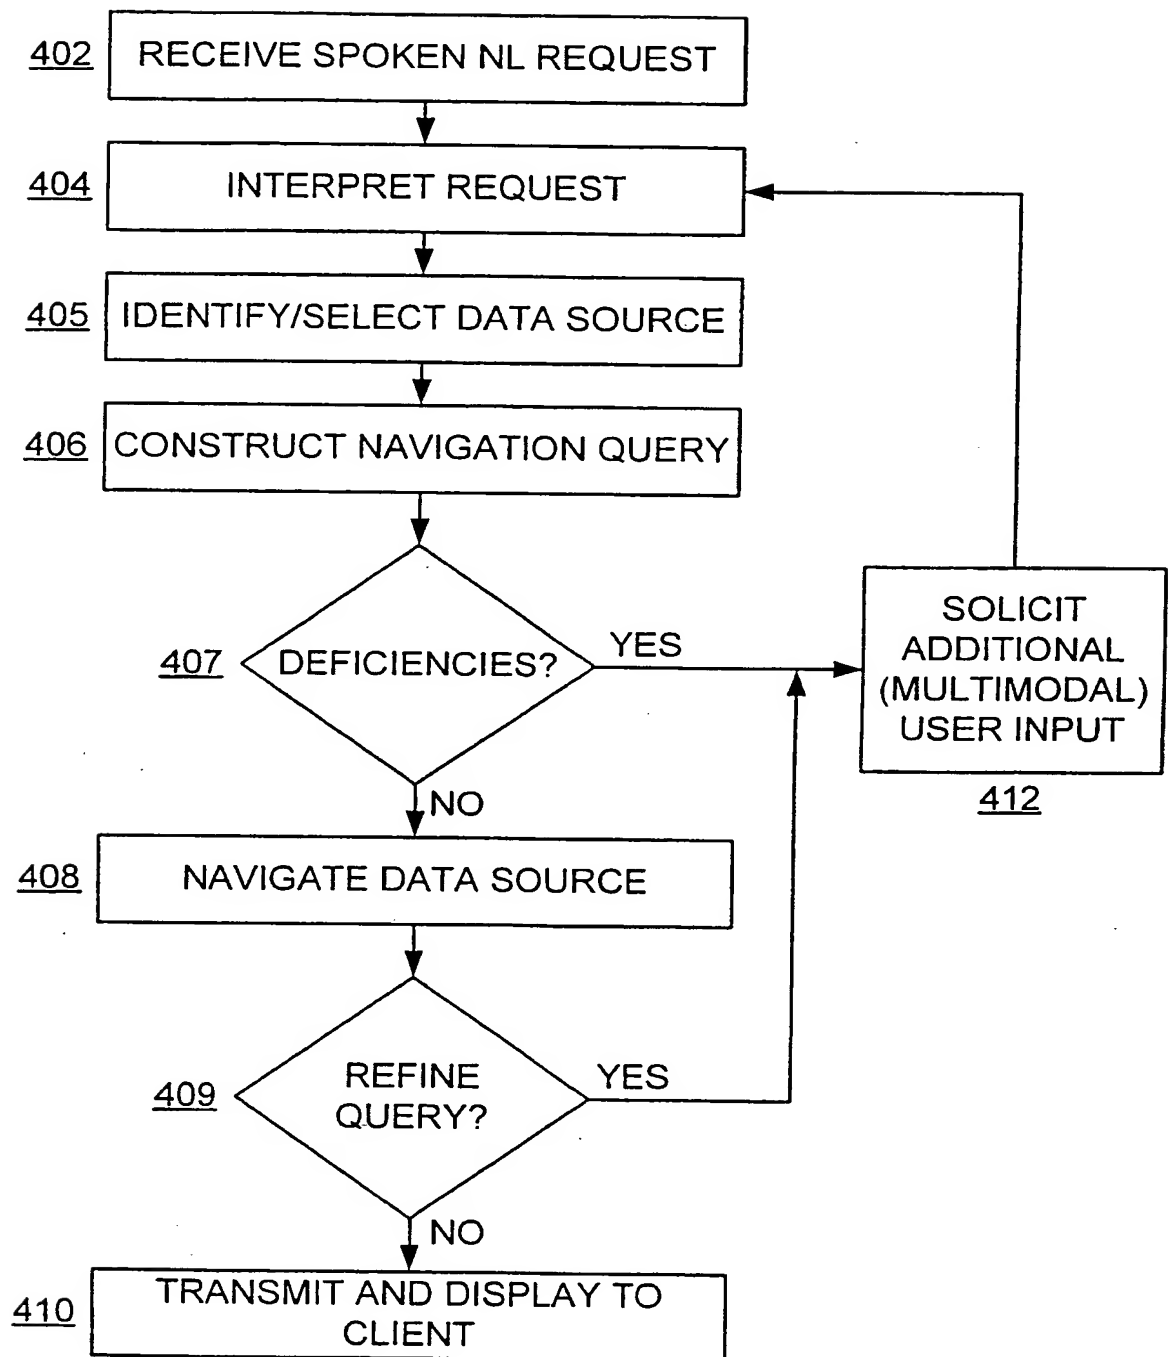 402 RECEIVE SPOKEN NL REQUEST
404 INTERPRET REQUEST
405 IDENTIFY/SELECT DATA SOURCE
406 CONSTRUCT NAVIGATION QUERY
407 DEFICIENCIES? YES
SOLICIT
ADDITIONAL
(MULTIMODAL)
USER INPUT
412
NO
408 NAVIGATE DATA SOURCE
409 REFINE
QUERY?
YES
NO
410 TRANSMIT AND DISPLAY TO
CLIENT